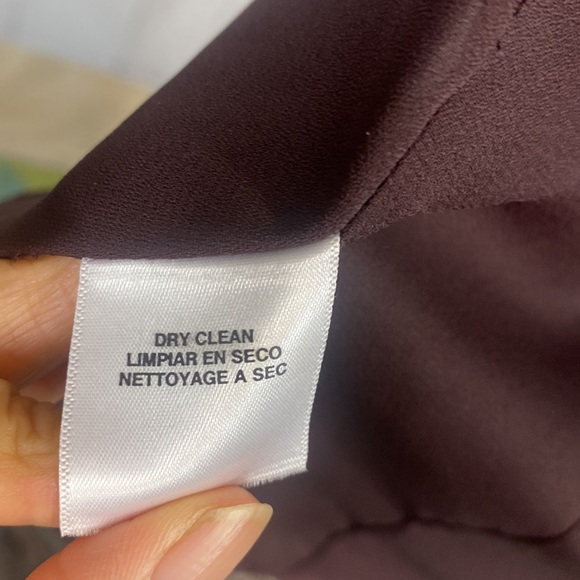 DRY CLEAN
LIMPIAR EN SECO
NETTOYAGE A SEC